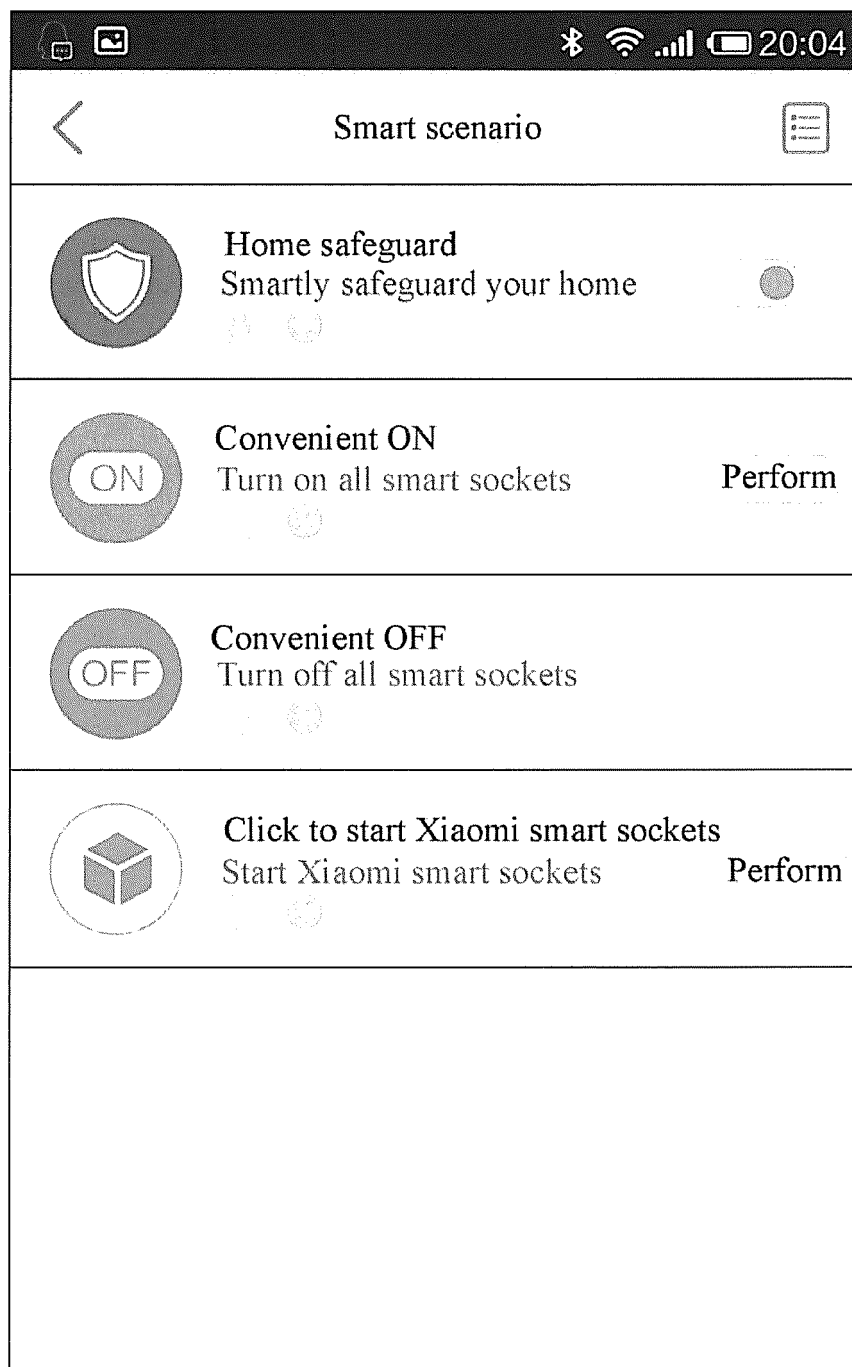 20:04
Smart scenario
Home safeguard
Smartly safeguard your home
Convenient ON
ON
Turn on all smart sockets
Perform
Convenient OFF
OFF
Turn off all smart sockets
Click to start Xiaomi smart sockets
Start Xiaomi smart sockets
Perform